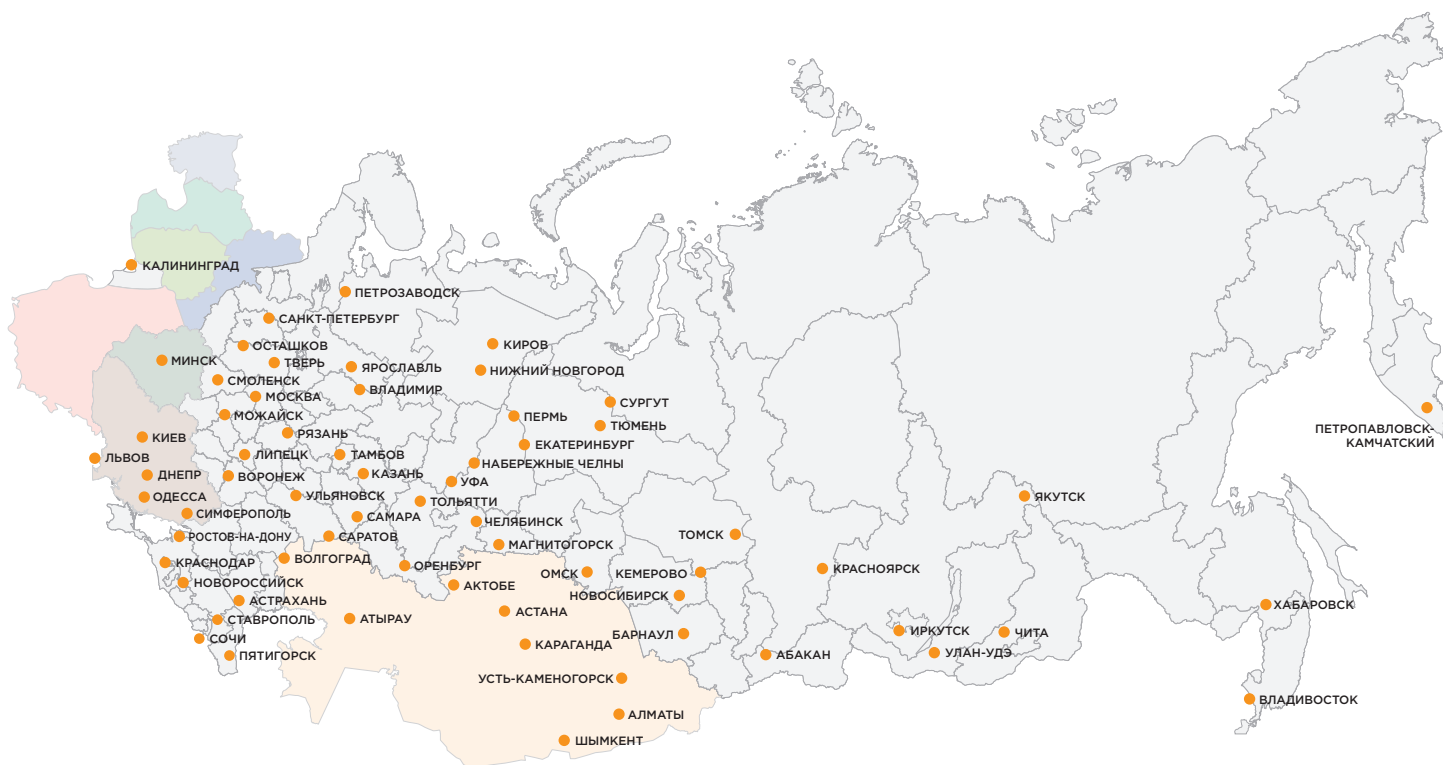 КАЛИНИНГРАД
ПЕТРОЗАВОДСК
САНКТ-ПЕТЕРБУРГ
ОСТАШКОВ
КИРОВ
МИНСК
ТВЕРЬ
ЯРОСЛАВЛЬ
НИЖНИЙ НОВГОРОД
СМОЛЕНСК
ВЛАДИМИР
МОСКВА
СУРГУТ
МОЖАЙСК
ПЕРМЬ
ТЮМЕНЬ
ПЕТРОПАВЛОВСК-
КАМЧАТСКИЙ
КИЕВ
РЯЗАНЬ
ЕКАТЕРИНБУРГ
ЛЬВОВ
ЛИПЕЦК
ТАМБОВ
НАБЕРЕЖНЫЕ ЧЕЛНЫ
ДНЕПР
ВОРОНЕЖ
КАЗАНЬ
УФА
ОДЕССА
УЛЬЯНОВСК
ТОЛЬЯТТИ
ЯКУТСК
СИМФЕРОПОЛЬ
САМАРА
ЧЕЛЯБИНСК
РОСТОВ-НА-ДОНУ
САРАТОВ
ТОМСК
МАГНИТОГОРСК
КРАСНОДАР
ВОЛГОГРАД
ОРЕНБУРГ
ОМСК
КЕМЕРОВО
КРАСНОЯРСК
НОВОРОССИЙСК
АКТОБЕ
НОВОСИБИРСК
АСТРАХАНЬ
ХАБАРОВСК
АСТАНА
СТАВРОПОЛЬ
АТЫРАУ
БАРНАУЛ
ИРКУТСК
ЧИТА
СОЧИ
КАРАГАНДА
ПЯТИГОРСК
АБАКАН
УЛАН-УДЭ
УСТЬ-КАМЕНОГОРСК
ВЛАДИВОСТОК
АЛМАТЫ
ШЫМКЕНТ